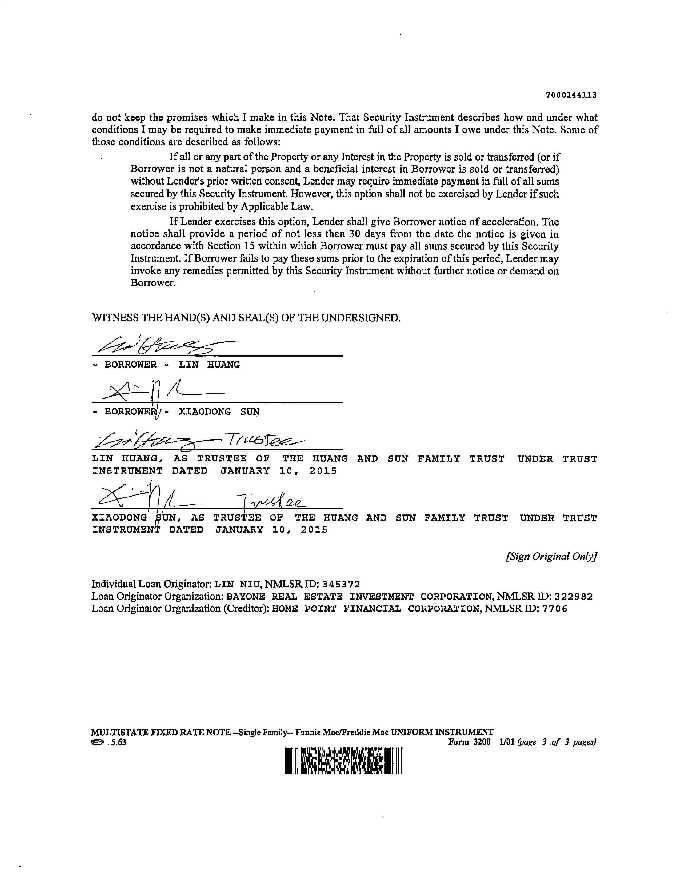 7000244113
do not keep the promises which I make in this Note. That Security Instrument describes how and under what
conditions I may be required to make immediate payment in full of all amounts I owe under this Note. Some of
those conditions are described as follows:
If all or any part of the Property or any Interest in the Property is sold or transferred (or if
Borrower is not a natural person and a beneficial interest in Borrower is sold or transferred)
without Lender's prior written consent, Lender may require immediate payment in full of all sums
secured by this Security Instrument. However, this option shall not be exercised by Lender if such
exercise is prohibited by Applicable Law.
If Lender exercises this option, Lender shall give Borrower notice of acceleration. The
notice shall provide a period of not less than 30 days from the date the notice is given in
accordance with Section 15 within which Borrower must pay all sums secured by this Security
Instrument. If Borrower fails to pay these sums prior to the expiration of this period, Lender may
invoke any remedies permitted by this Security Instrument without further notice or demand on
Borrower.
WITNESS THE HAND(S) AND SEAL(S) OF THE UNDERSIGNED.
- BORROWER - LIN HUANG
- BORROWER - XIAODONG SUN
Trustee
LIN HUANG, AS TRUSTEE OF THE HUANG AND SUN FAMILY TRUST UNDER TRUST
INSTRUMENT DATED JANUARY 10, 2015
Trustee
XIAODONG SUN, AS TRUSTEE OF THE HUANG AND SUN FAMILY TRUST UNDER TRUST
INSTRUMENT DATED JANUARY 10, 2015
[Sign Original Only]
Individual Loan Originator: LIN NIU, NMLSR ID: 345372
Loan Originator Organization: BAYONE REAL ESTATE INVESTMENT CORPORATION, NMLSR ID: 322982
Loan Originator Organization (Creditor): HOME POINT FINANCIAL CORPORATION, NMLSR ID: 7706
MULTISTATE FIXED RATE NOTE --Single Family-- Fannie Mae/Freddie Mac UNIFORM INSTRUMENT
5.63 Form 3200 1/01 (page 3 of 3 pages)